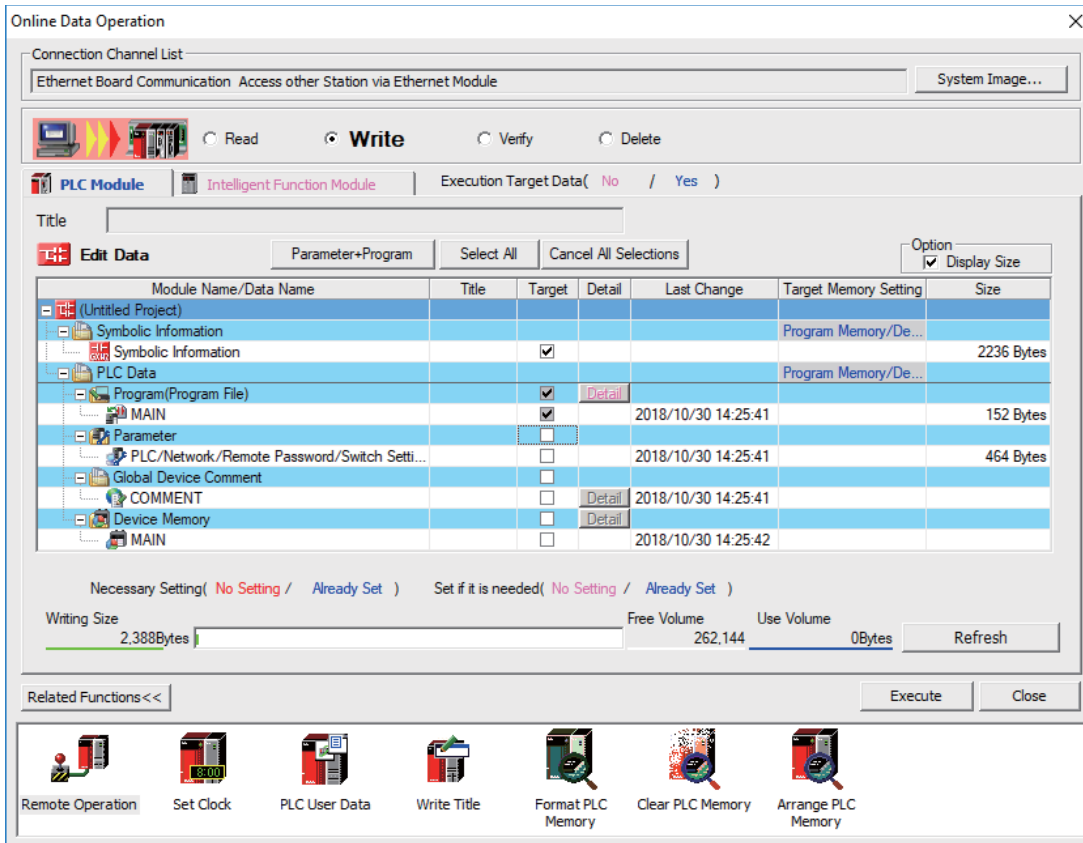 Online Data Operation
Connection Channel List
Ethernet Board Communication Access other Station via Ethernet Module
System Image...
Read Write Verify Delete
PLC Module Intelligent Function Module Execution Target Data( No / Yes )
Title
Edit Data Parameter+Program Select All Cancel All Selections
Option
Display Size
Module Name/Data Name Title Target Detail Last Change Target Memory Setting Size
(Untitled Project)
Symbolic Information Program Memory/De...
Symbolic Information 2236 Bytes
PLC Data Program Memory/De...
Program(Program File) Detail
MAIN 2018/10/30 14:25:41 152 Bytes
Parameter
PLC/Network/Remote Password/Switch Setti... 2018/10/30 14:25:41 464 Bytes
Global Device Comment
COMMENT Detail 2018/10/30 14:25:41
Device Memory Detail
MAIN 2018/10/30 14:25:42
Necessary Setting( No Setting / Already Set ) Set if it is needed( No Setting / Already Set )
Writing Size Free Volume Use Volume
2,388Bytes 262,144 0Bytes Refresh
Related Functions<< Execute Close
8:00
Remote Operation Set Clock PLC User Data Write Title Format PLC Memory Clear PLC Memory Arrange PLC Memory